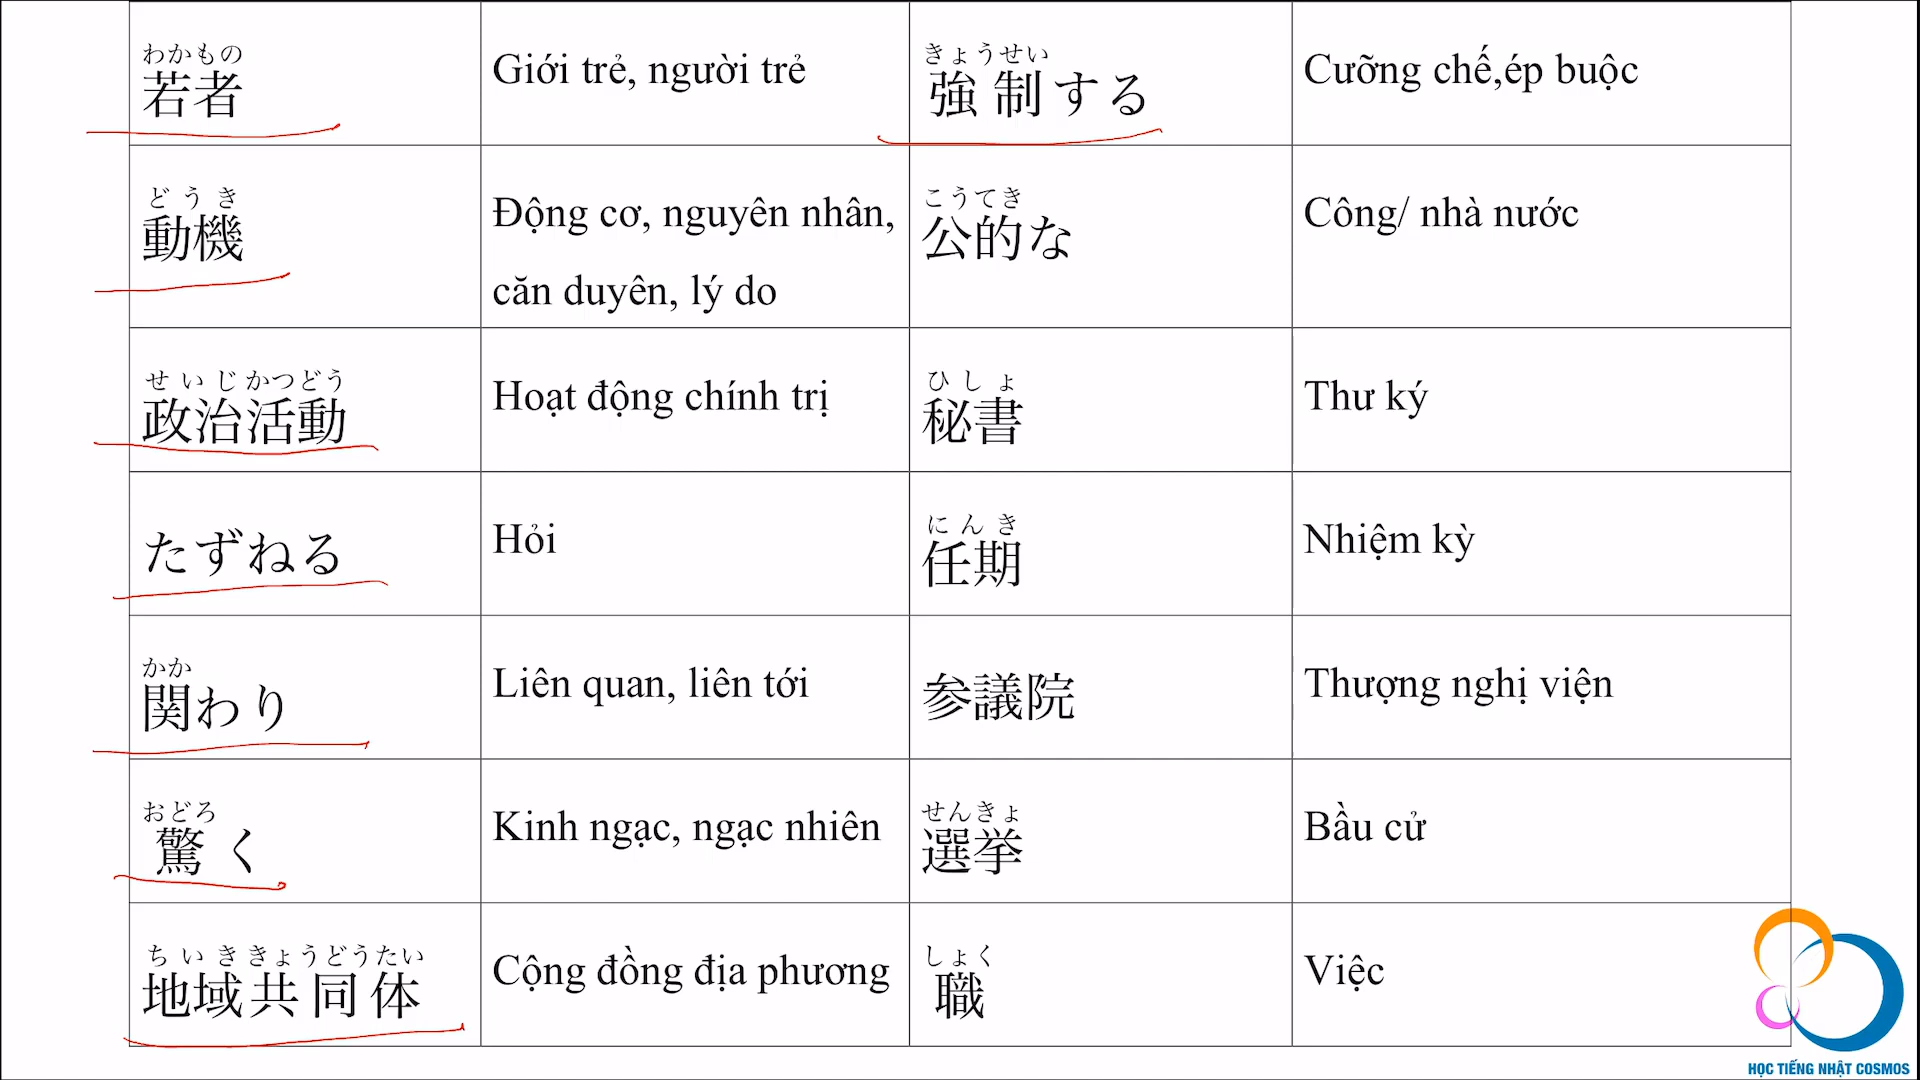 わかもの
若者
Giới trẻ, người trẻ
きょうせい
強制する
Cưỡng chế,ép buộc
どうき
動機
Động cơ, nguyên nhân,
căn duyên, lý do
こうてき
公的な
Công/ nhà nước
せいじかつどう
政治活動
Hoạt động chính trị
ひしょ
秘書
Thư ký
たずねる
Hỏi
にんき
任期
Nhiệm kỳ
かか
関わり
Liên quan, liên tới
参議院
Thượng nghị viện
おどろ
驚く
Kinh ngạc, ngạc nhiên
せんきょ
選挙
Bầu cử
ちいききょうどうたい
地域共同体
Cộng đồng địa phương
しょく
職
Việc
HỌC TIẾNG NHẬT COSMOS